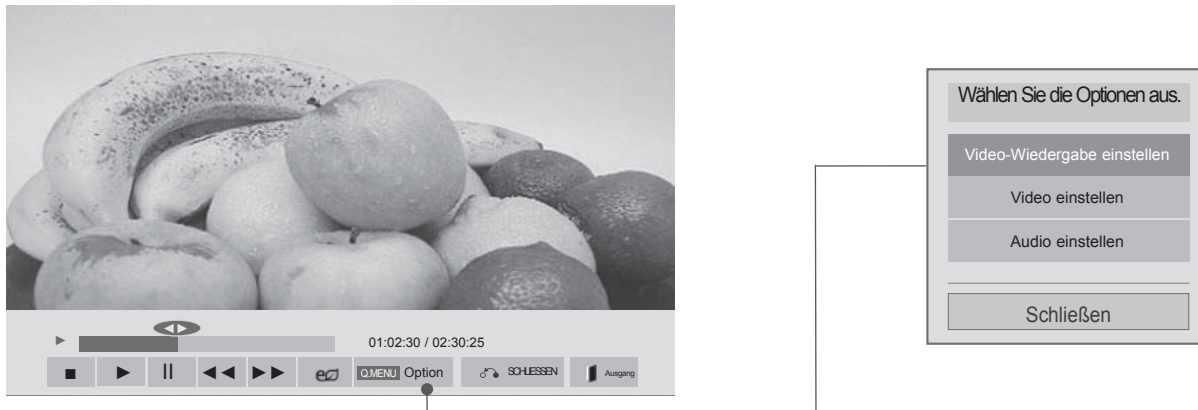 01:02:30 / 02:30:25
Q.MENU Option
SCHLIESSEN
Ausgang
Wählen Sie die Optionen aus.
Video-Wiedergabe einstellen
Video einstellen
Audio einstellen
Schließen